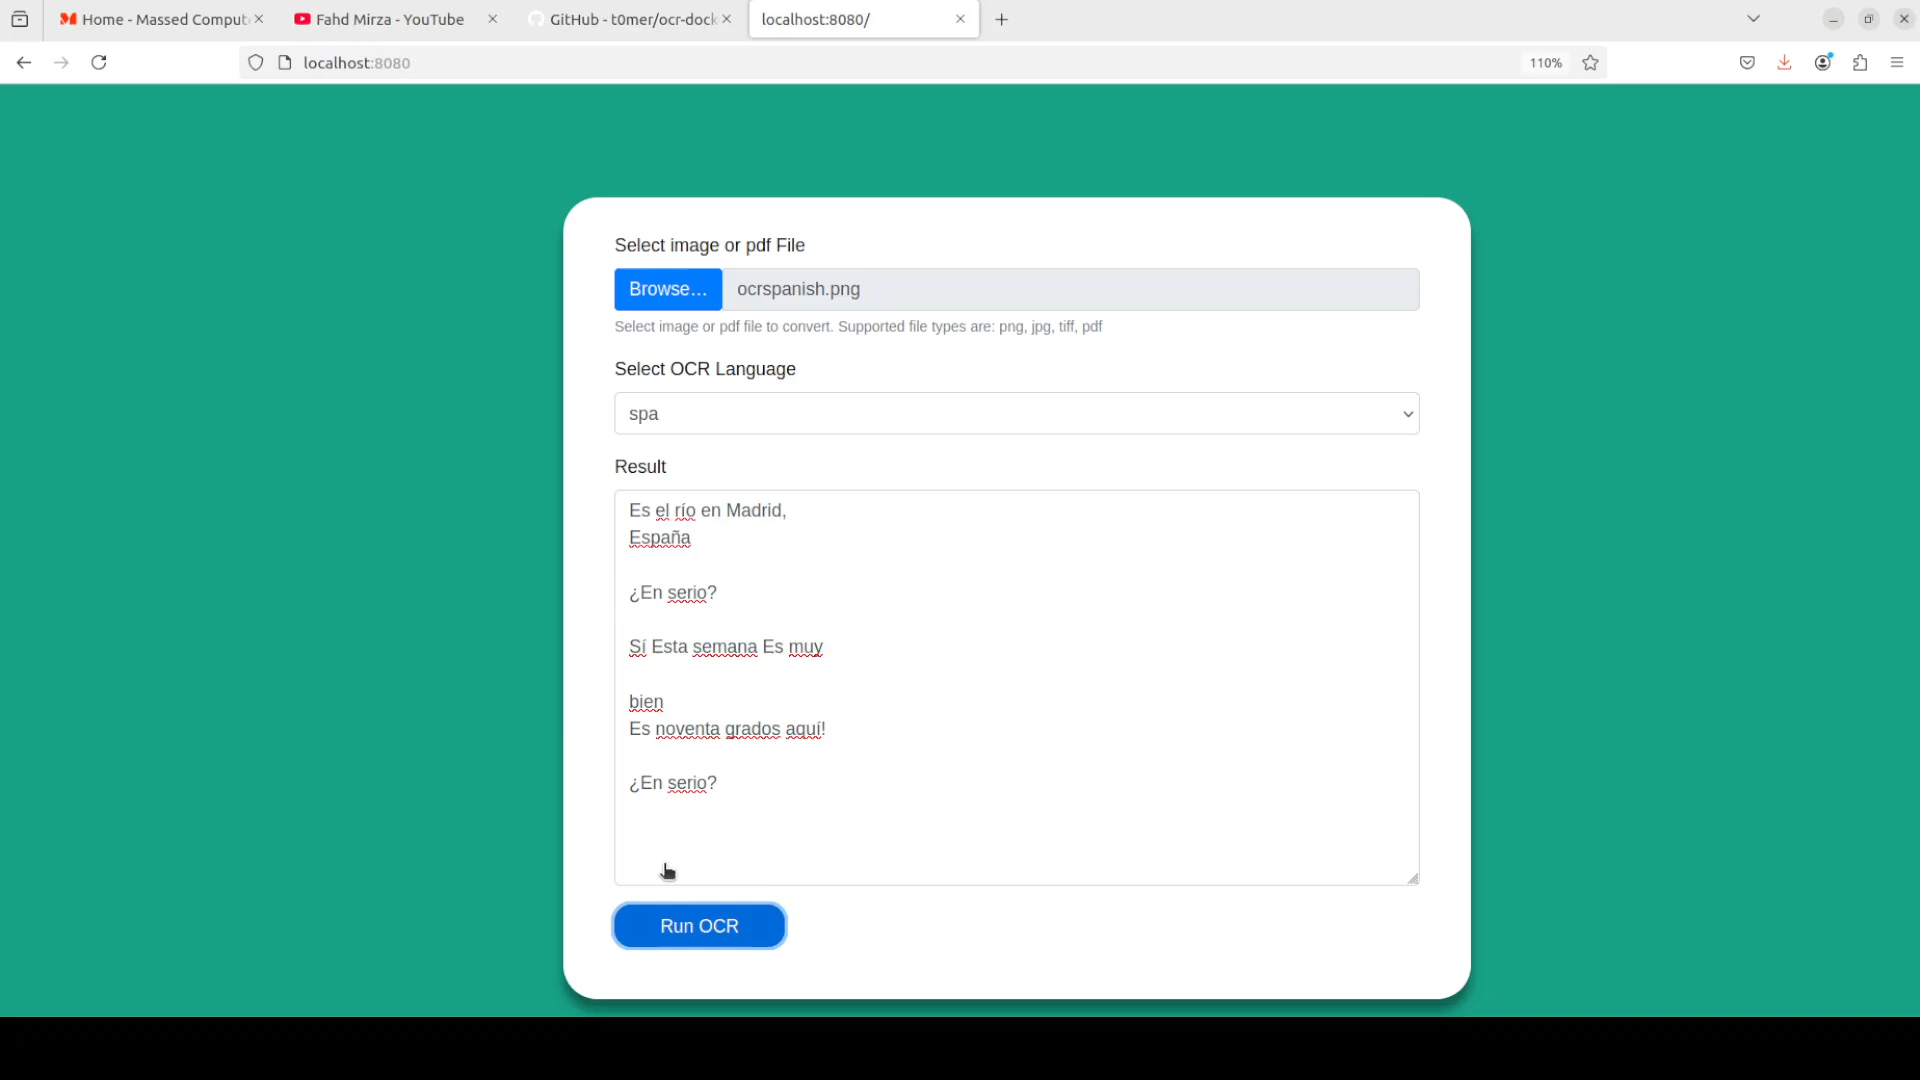 Home - Massed Comput
Fahd Mirza - YouTube
GitHub - t0mer/ocr-dock
localhost:8080/
localhost:8080
110%
Select image or pdf File
Browse... ocrspanish.png
Select image or pdf file to convert. Supported file types are: png, jpg, tiff, pdf
Select OCR Language
spa
Result
Es el río en Madrid,
España
¿En serio?
Sí Esta semana Es muy
bien
Es noventa grados aquí!
¿En serio?
Run OCR